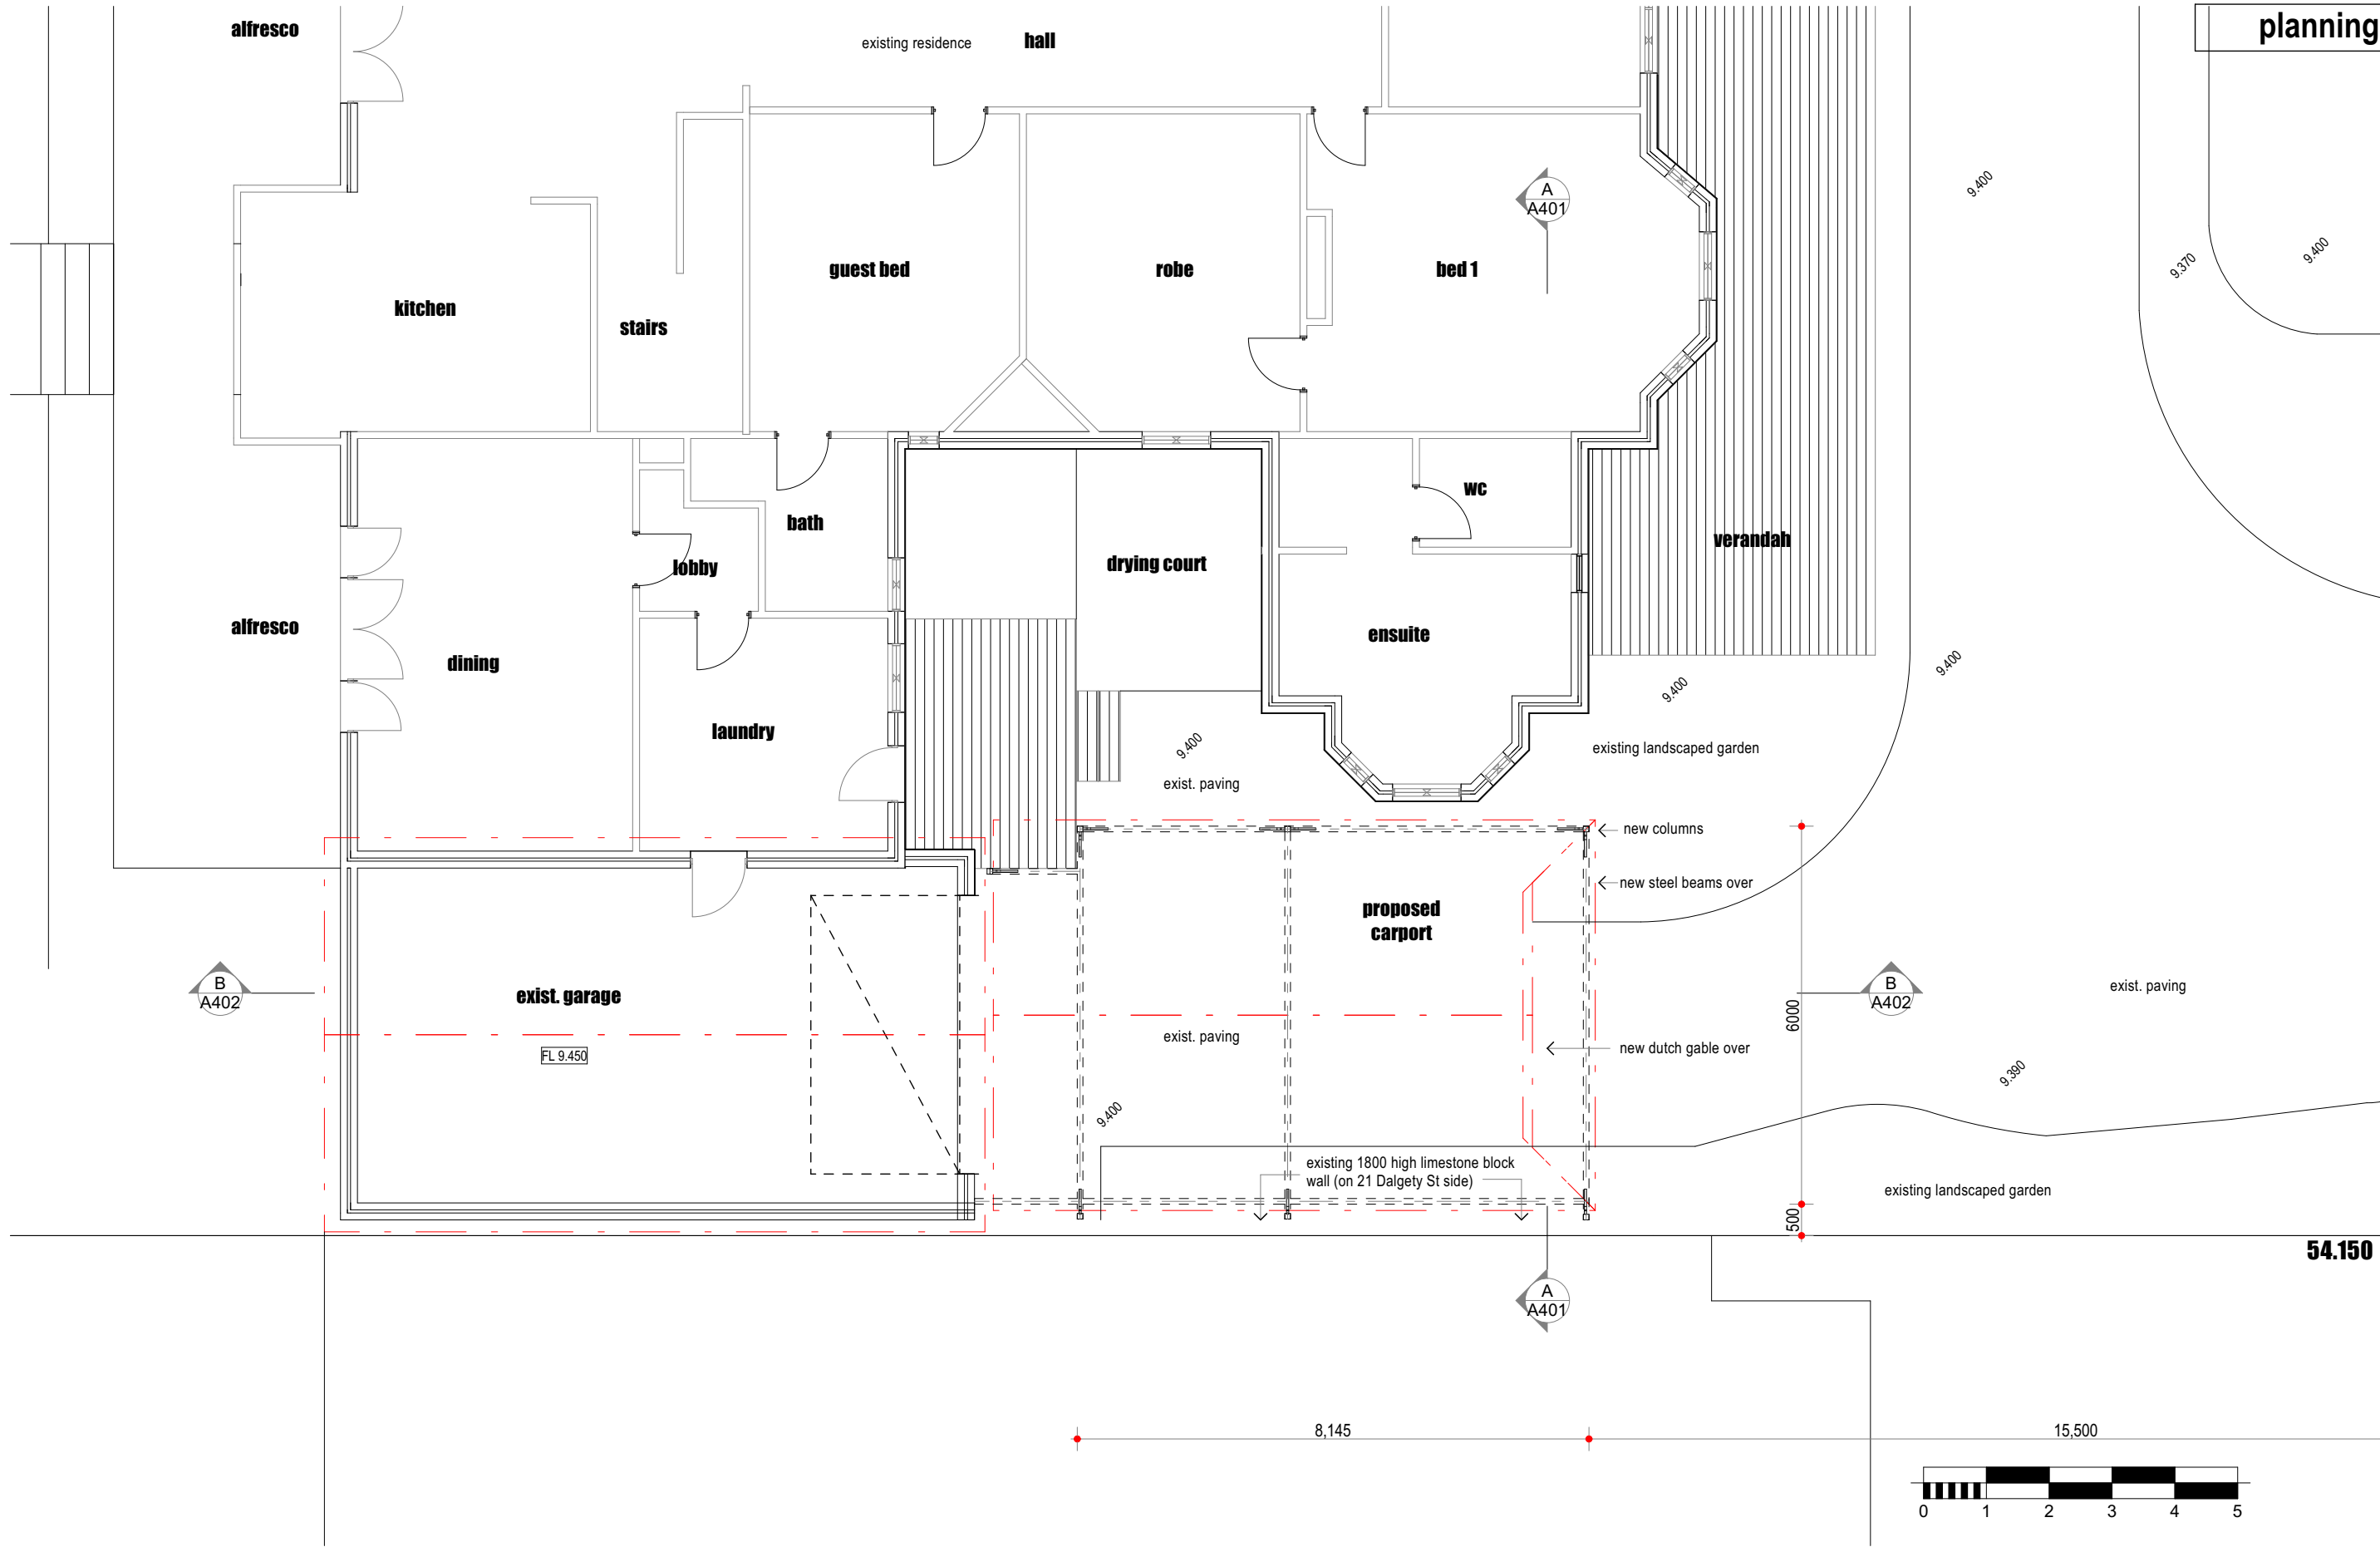 planning
alfresco
existing residence
hall
9.400
A
A401
9.400
9.370
guest bed
robe
bed 1
kitchen
stairs
wc
bath
verandah
drying court
lobby
alfresco
ensuite
dining
9.400
9.400
laundry
9.400
existing landscaped garden
exist. paving
new columns
new steel beams over
proposed
carport
B
A402
exist. garage
B
A402
exist. paving
6000
exist. paving
new dutch gable over
FL 9.450
9.390
9.400
existing 1800 high limestone block
wall (on 21 Dalgety St side)
existing landscaped garden
500
54.150
A
A401
8,145
15,500
0 1 2 3 4 5